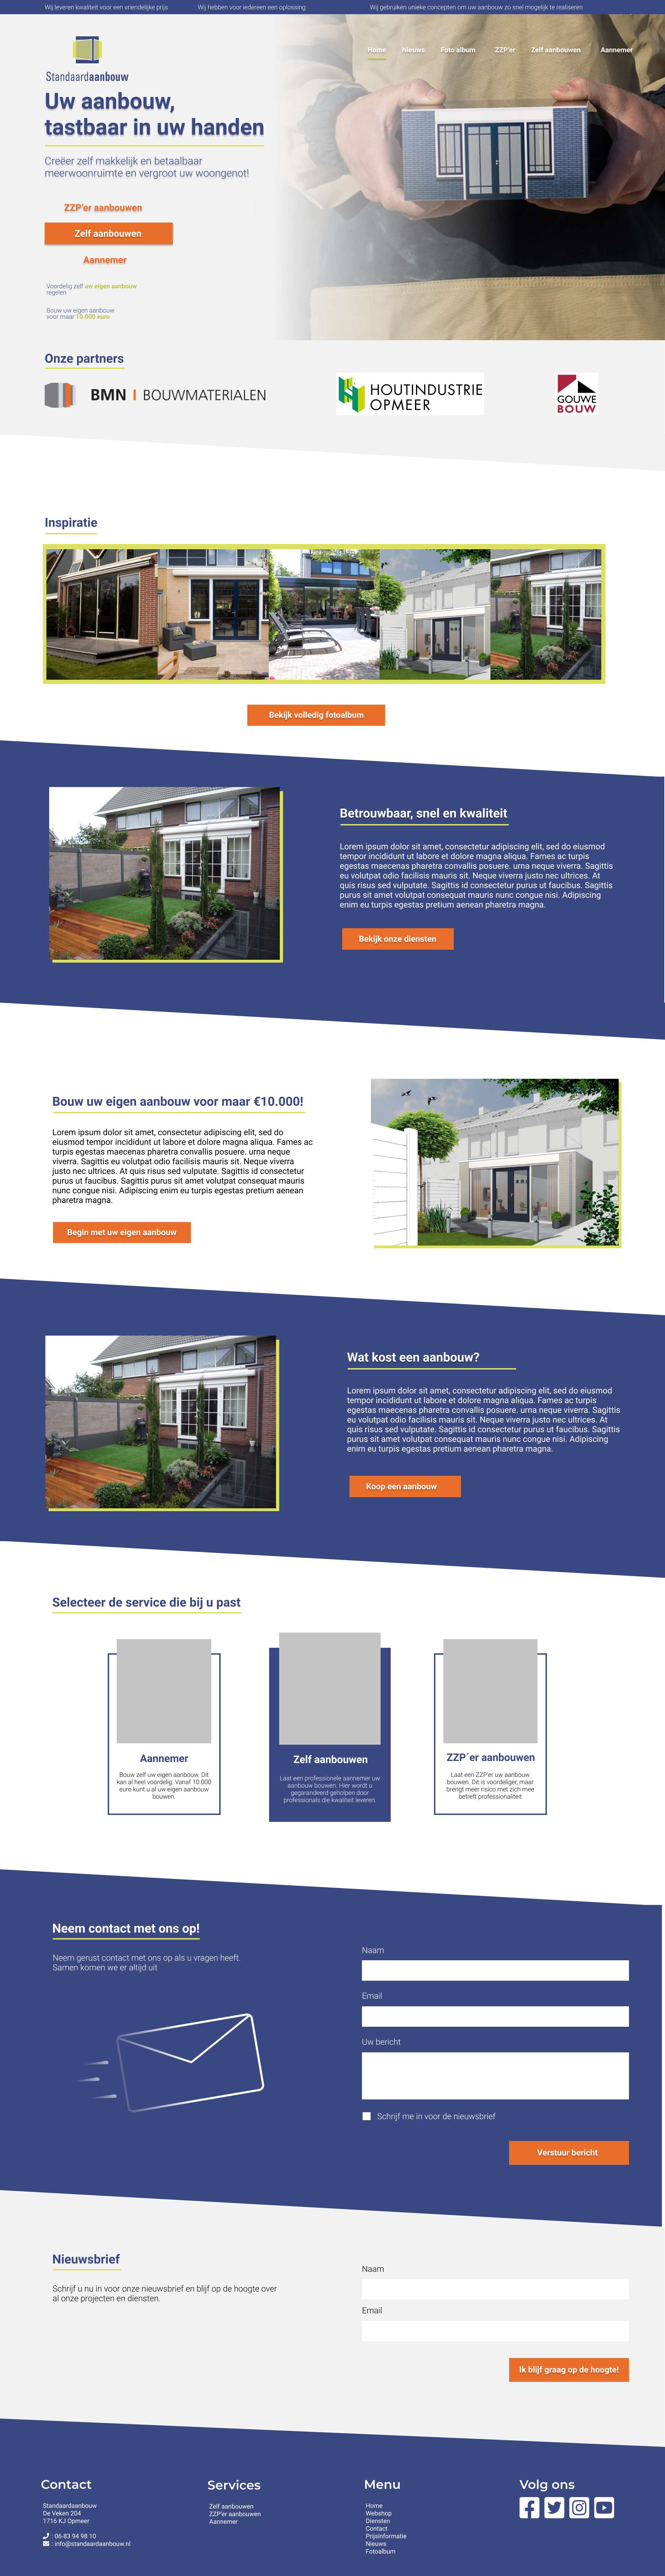 Wij leveren kwaliteit voor een vriendelijke prijs
Wij hebben voor iedereen een oplossing
Wij gebruiken unieke concepten om uw aanbouw zo snel mogelijk te realiseren
Standaardaanbouw
Home
Nieuws
Foto album
ZZP'er
Zelf aanbouwen
Aannemer
Uw aanbouw,
tastbaar in uw handen
Creëer zelf makkelijk en betaalbaar
meerwoonruimte en vergroot uw woongenot!
ZZP'er aanbouwen
Zelf aanbouwen
Aannemer
Voordelig zelf uw eigen aanbouw
regelen
Bouw uw eigen aanbouw
voor maar 10.000 euro
Onze partners
BMN | BOUWMATERIALEN
HOUTINDUSTRIE
OPMEER
GOUWE
BOUW
Inspiratie
Bekijk volledig fotoalbum
Betrouwbaar, snel en kwaliteit
Lorem ipsum dolor sit amet, consectetur adipiscing elit, sed do eiusmod
tempor incididunt ut labore et dolore magna aliqua. Fames ac turpis
egestas maecenas pharetra convallis posuere. urna neque viverra. Sagittis
eu volutpat odio facilisis mauris sit. Neque viverra justo nec ultrices. At
quis risus sed vulputate. Sagittis id consectetur purus ut faucibus. Sagittis
purus sit amet volutpat consequat mauris nunc congue nisi. Adipiscing
enim eu turpis egestas pretium aenean pharetra magna.
Bekijk onze diensten
Bouw uw eigen aanbouw voor maar €10.000!
Lorem ipsum dolor sit amet, consectetur adipiscing elit, sed do
eiusmod tempor incididunt ut labore et dolore magna aliqua. Fames ac
turpis egestas maecenas pharetra convallis posuere. urna neque
viverra. Sagittis eu volutpat odio facilisis mauris sit. Neque viverra
justo nec ultrices. At quis risus sed vulputate. Sagittis id consectetur
purus ut faucibus. Sagittis purus sit amet volutpat consequat mauris
nunc congue nisi. Adipiscing enim eu turpis egestas pretium aenean
pharetra magna.
Begin met uw eigen aanbouw
Wat kost een aanbouw?
Lorem ipsum dolor sit amet, consectetur adipiscing elit, sed do eiusmod
tempor incididunt ut labore et dolore magna aliqua. Fames ac turpis
egestas maecenas pharetra convallis posuere. urna neque viverra. Sagittis
eu volutpat odio facilisis mauris sit. Neque viverra justo nec ultrices. At
quis risus sed vulputate. Sagittis id consectetur purus ut faucibus. Sagittis
purus sit amet volutpat consequat mauris nunc congue nisi. Adipiscing
enim eu turpis egestas pretium aenean pharetra magna.
Koop een aanbouw
Selecteer de service die bij u past
Aannemer
Bouw zelf uw eigen aanbouw. Dit
kan al heel voordelig. Vanaf 10.000
euro kunt u al uw eigen aanbouw
bouwen.
Zelf aanbouwen
Laat een professionele aannemer uw
aanbouw bouwen. Hier wordt u
gegarandeerd geholpen door
professionals die kwaliteit leveren.
ZZP´er aanbouwen
Laat een ZZP'er uw aanbouw
bouwen. Dit is voordeliger, maar
brengt meer risico met zich mee
betreft professionaliteit
Neem contact met ons op!
Neem gerust contact met ons op als u vragen heeft.
Samen komen we er altijd uit
Naam
Email
Uw bericht
Schrijf me in voor de nieuwsbrief
Verstuur bericht
Nieuwsbrief
Schrijf u nu in voor onze nieuwsbrief en blijf op de hoogte over
al onze projecten en diensten.
Naam
Email
Ik blijf graag op de hoogte!
Contact
Standaardaanbouw
De Veken 204
1716 KJ Opmeer
: 06-83 94 98 10
: info@standaardaanbouw.nl
Services
Zelf aanbouwen
ZZP'er aanbouwen
Aannemer
Menu
Home
Webshop
Diensten
Contact
Prijsinformatie
Nieuws
Fotoalbum
Volg ons